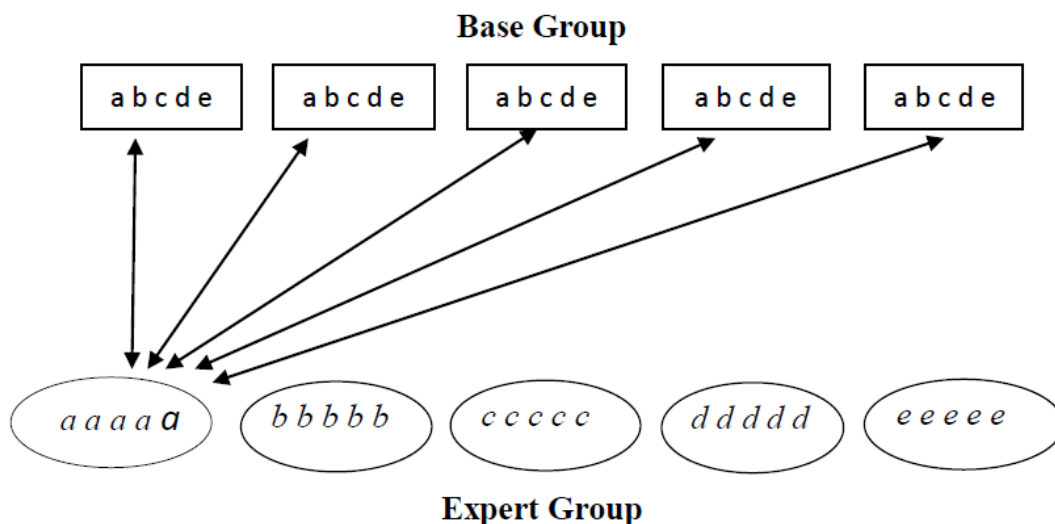 Base Group
a b c d e a b c d e a b c d e a b c d e a b c d e
a a a a a b b b b b c c c c c d d d d d e e e e e
Expert Group